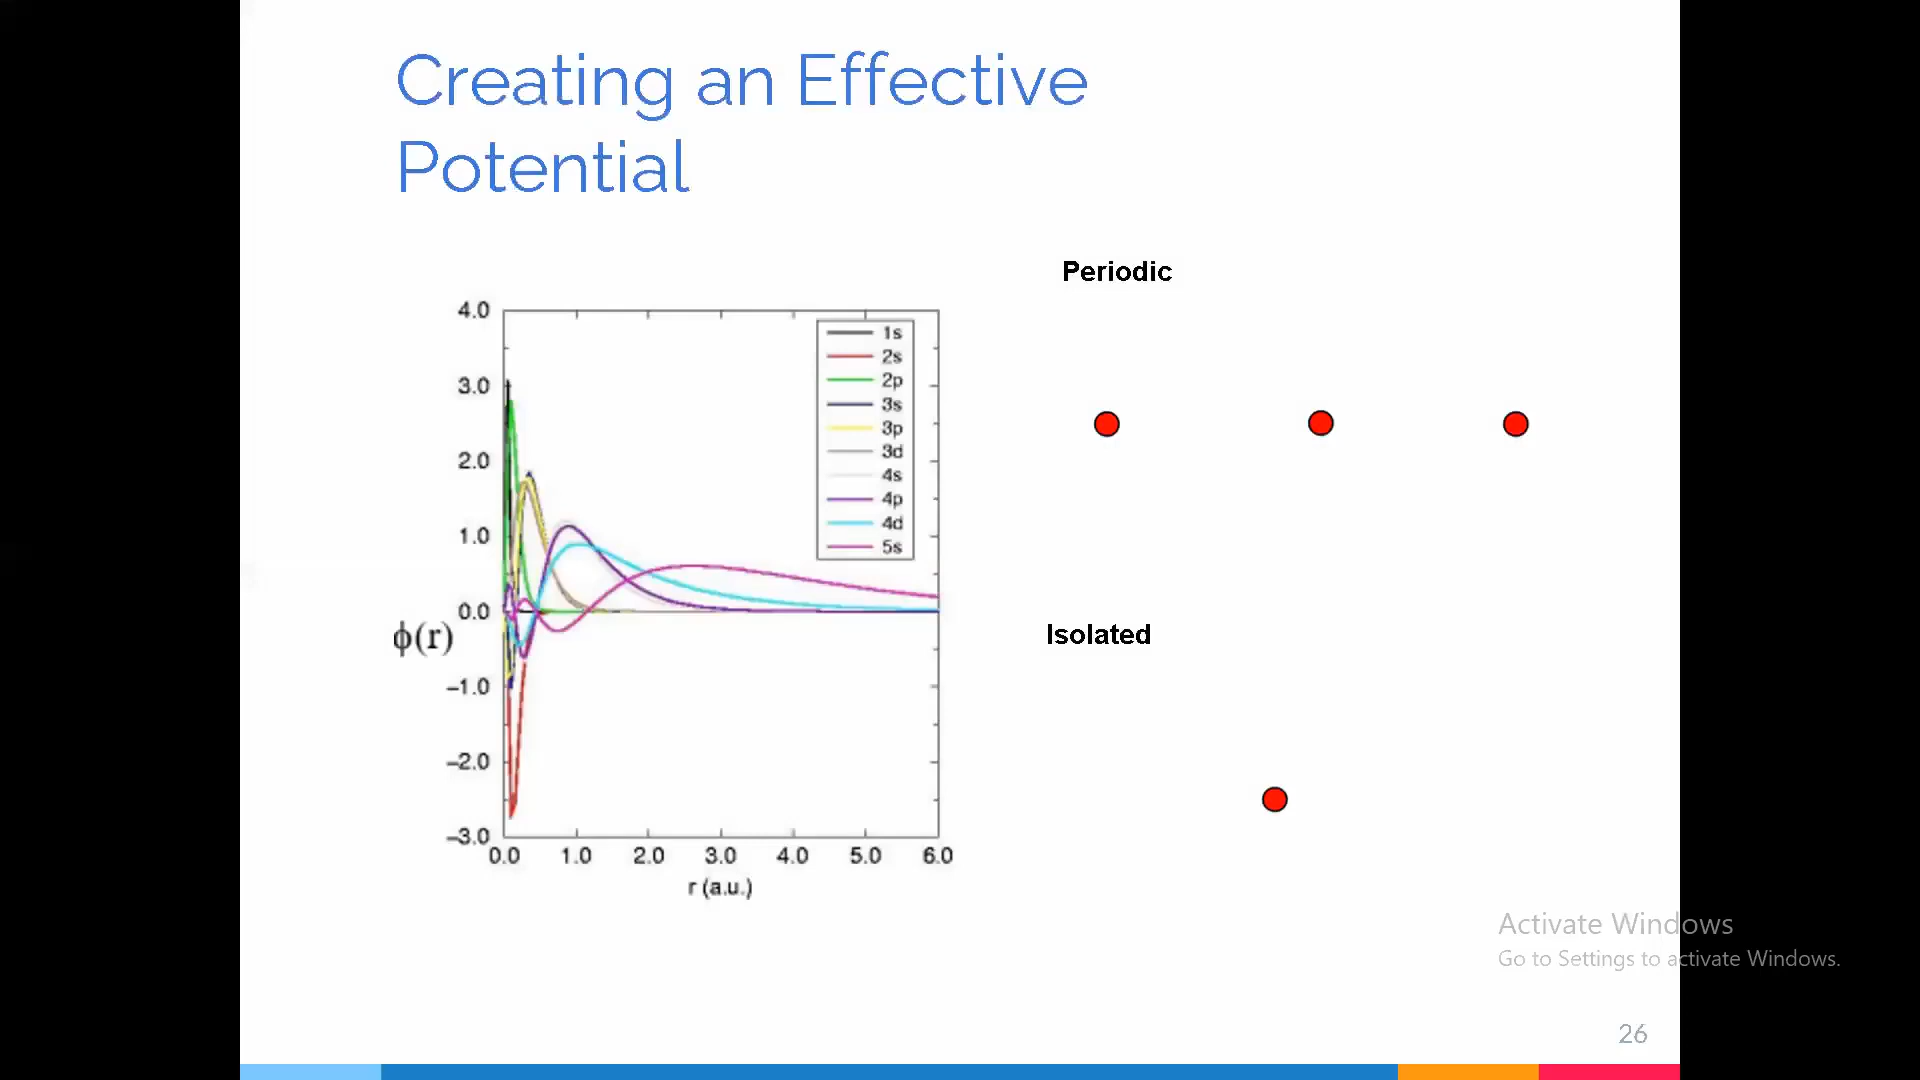 Creating an Effective
Potential
Periodic
4.0
3.0
2.0
1.0
0.0
−1.0
−2.0
−3.0
ϕ(r)
1s
2s
2p
3s
3p
3d
4s
4p
4d
5s
0.0 1.0 2.0 3.0 4.0 5.0 6.0
r (a.u.)
Isolated
Activate Windows
Go to Settings to activate Windows.
26